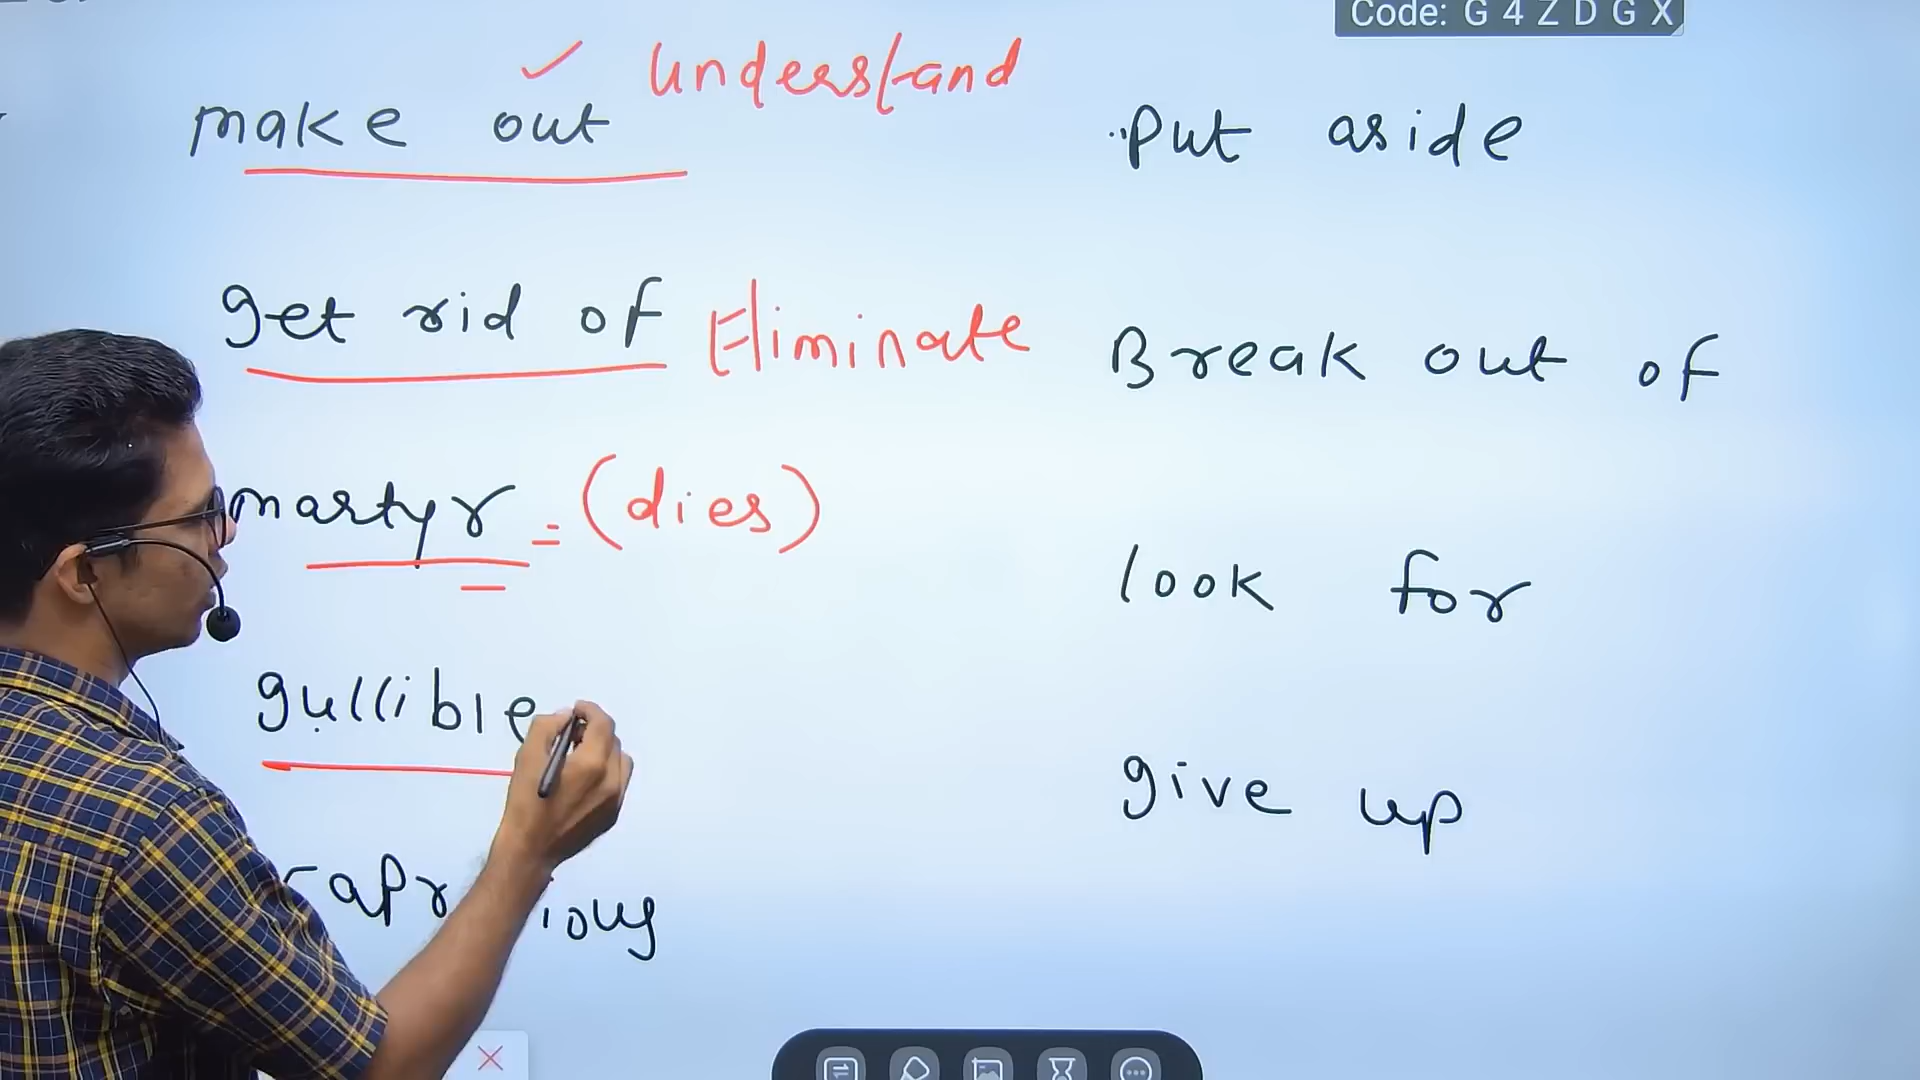 Code: G 4 Z D G X
make out ✓ Understand
get rid of Eliminate
martyr = (dies)
gullible
Put aside
Break out of
look for
give up